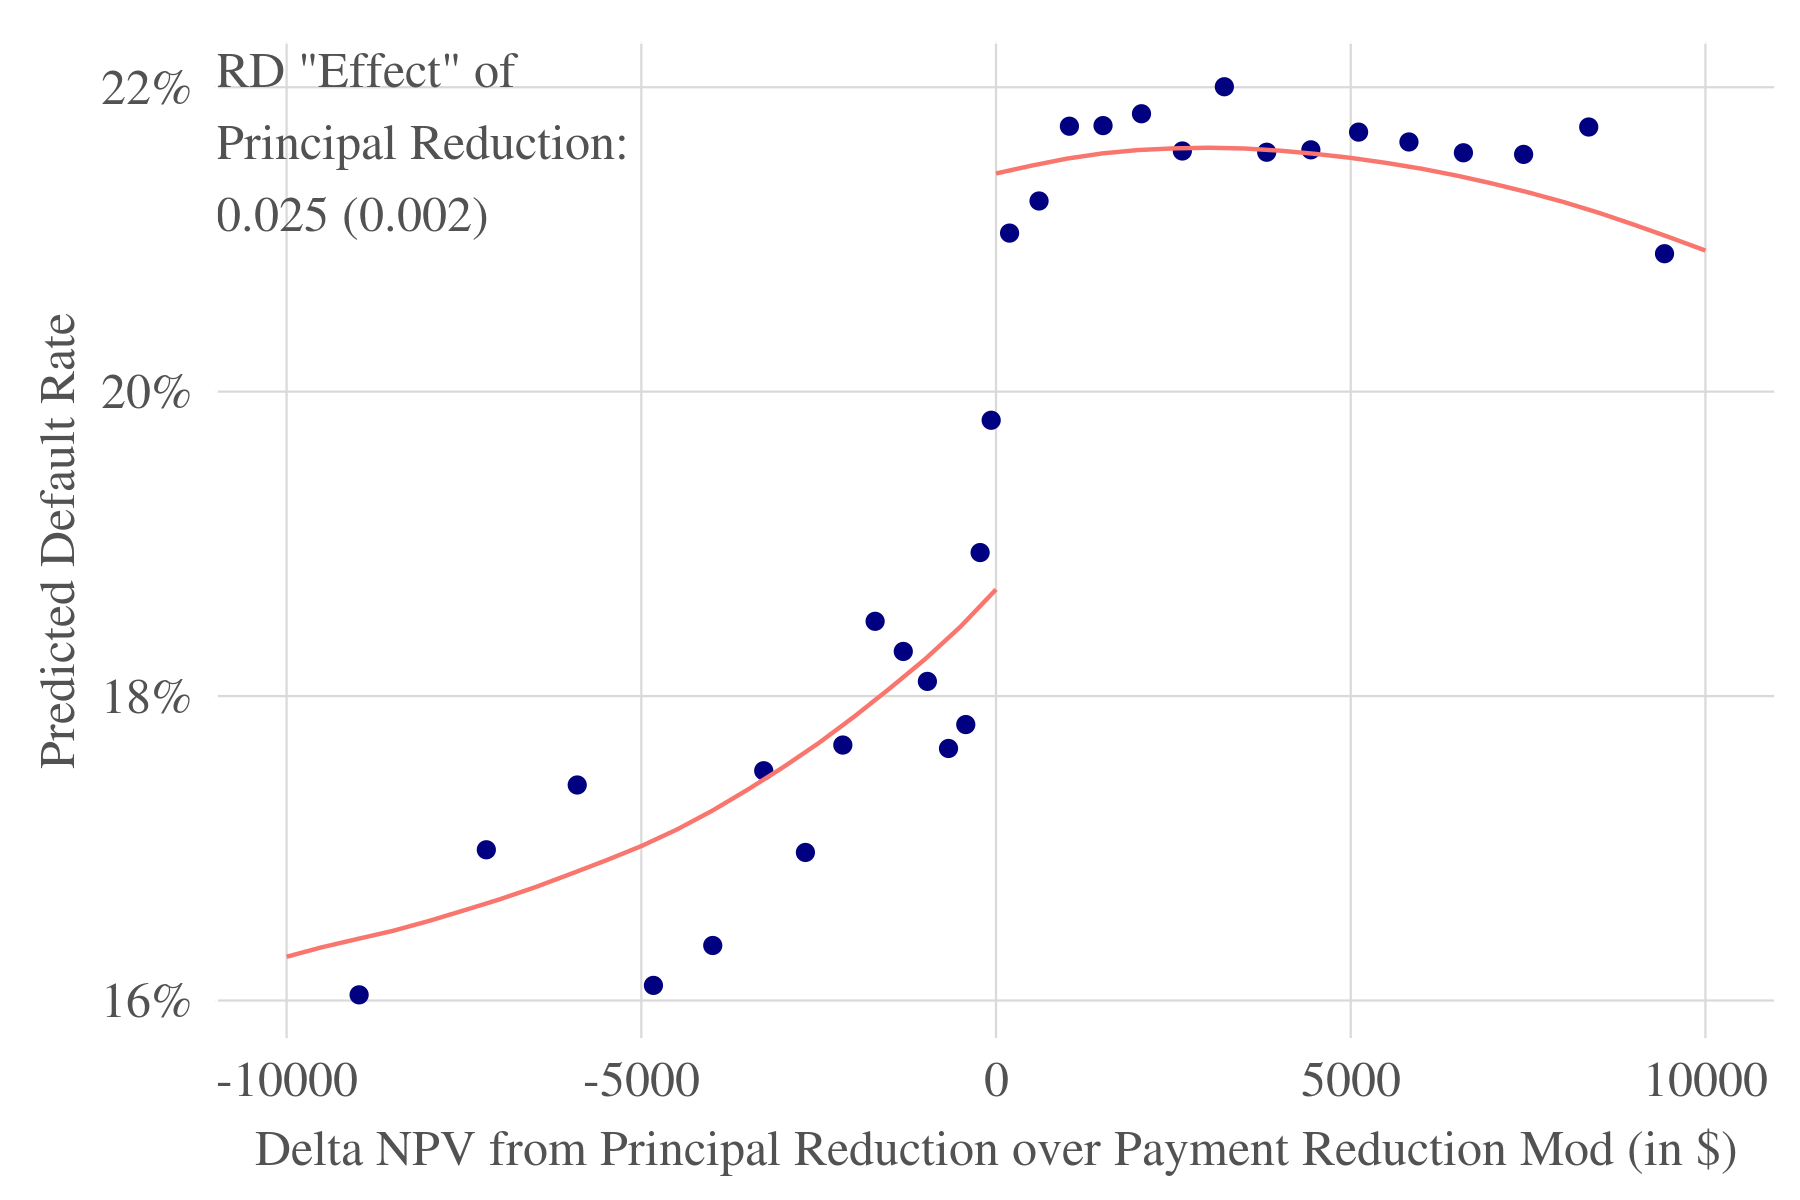 RD "Effect" of
Principal Reduction:
0.025 (0.002)
22%
20%
18%
16%
Predicted Default Rate
-10000
-5000
0
5000
10000
Delta NPV from Principal Reduction over Payment Reduction Mod (in $)